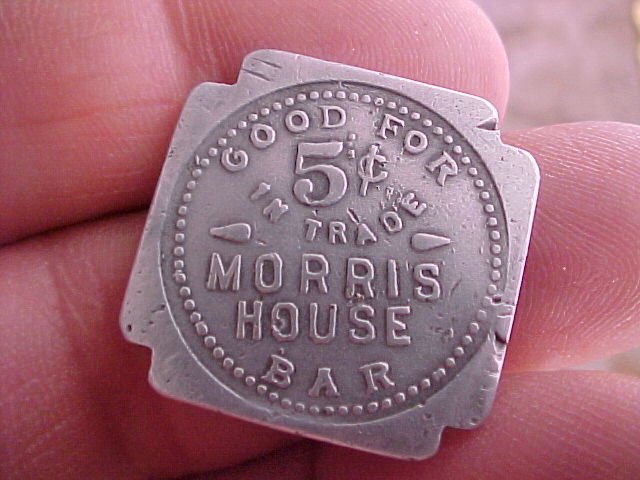 GOOD FOR
5¢
IN TRADE
MORRIS
HOUSE
BAR